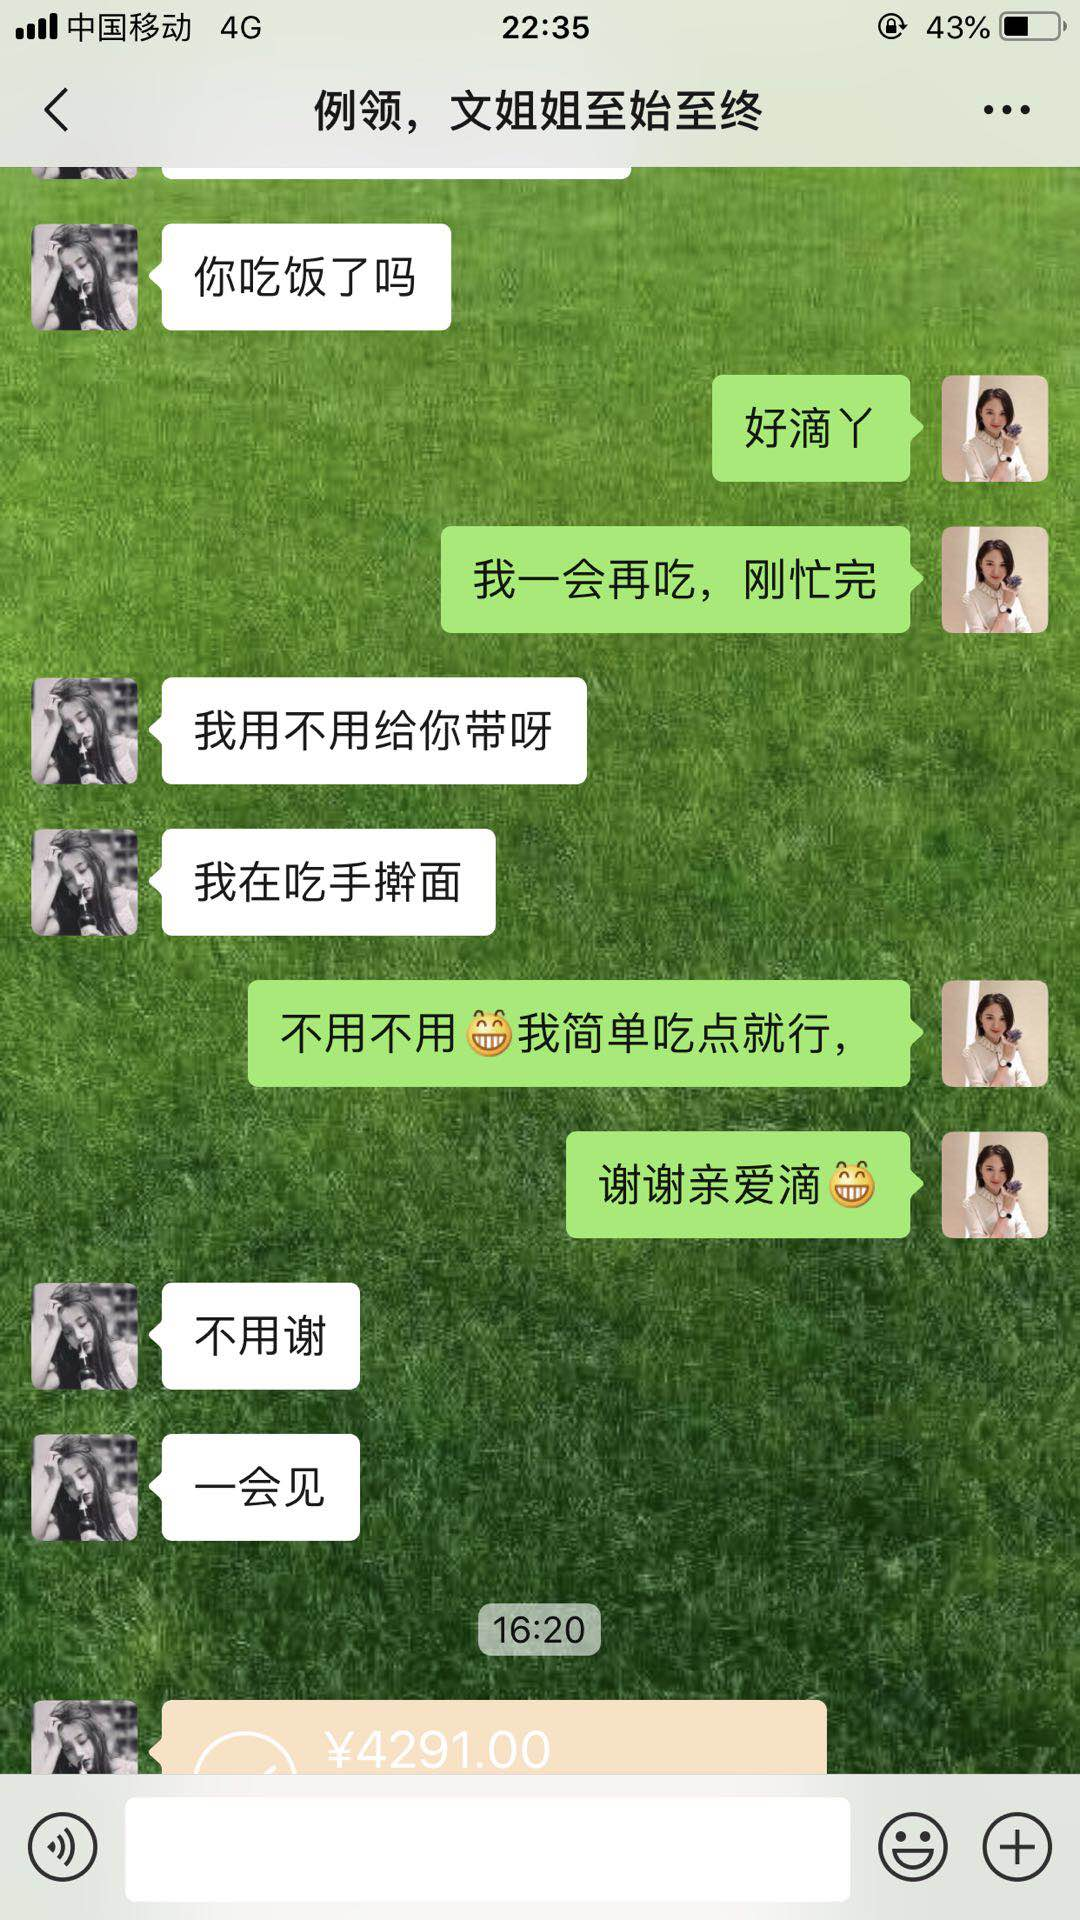 中国移动 4G 22:35 43%
例领，文姐姐至始至终
你吃饭了吗
好滴丫
我一会再吃，刚忙完
我用不用给你带呀
我在吃手擀面
不用不用😁我简单吃点就行，
谢谢亲爱滴😁
不用谢
一会见
16:20
¥4291.00